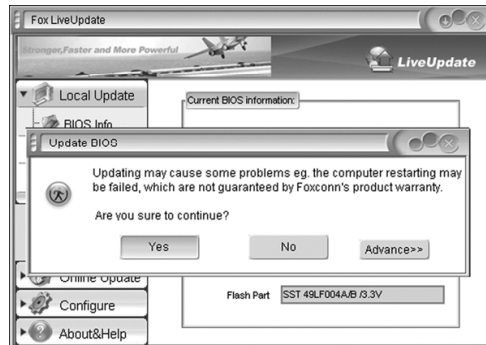 Fox LiveUpdate
Stronger,Faster and More Powerful
LiveUpdate
Local Update
Current BIOS information:
BIOS Info
Update BIOS
Updating may cause some problems eg. the computer restarting may
be failed, which are not guaranteed by Foxconn's product warranty.
Are you sure to continue?
Yes
No
Advance>>
Online Update
Flash Part
SST 49LF004A/B /3.3V
Configure
About&Help